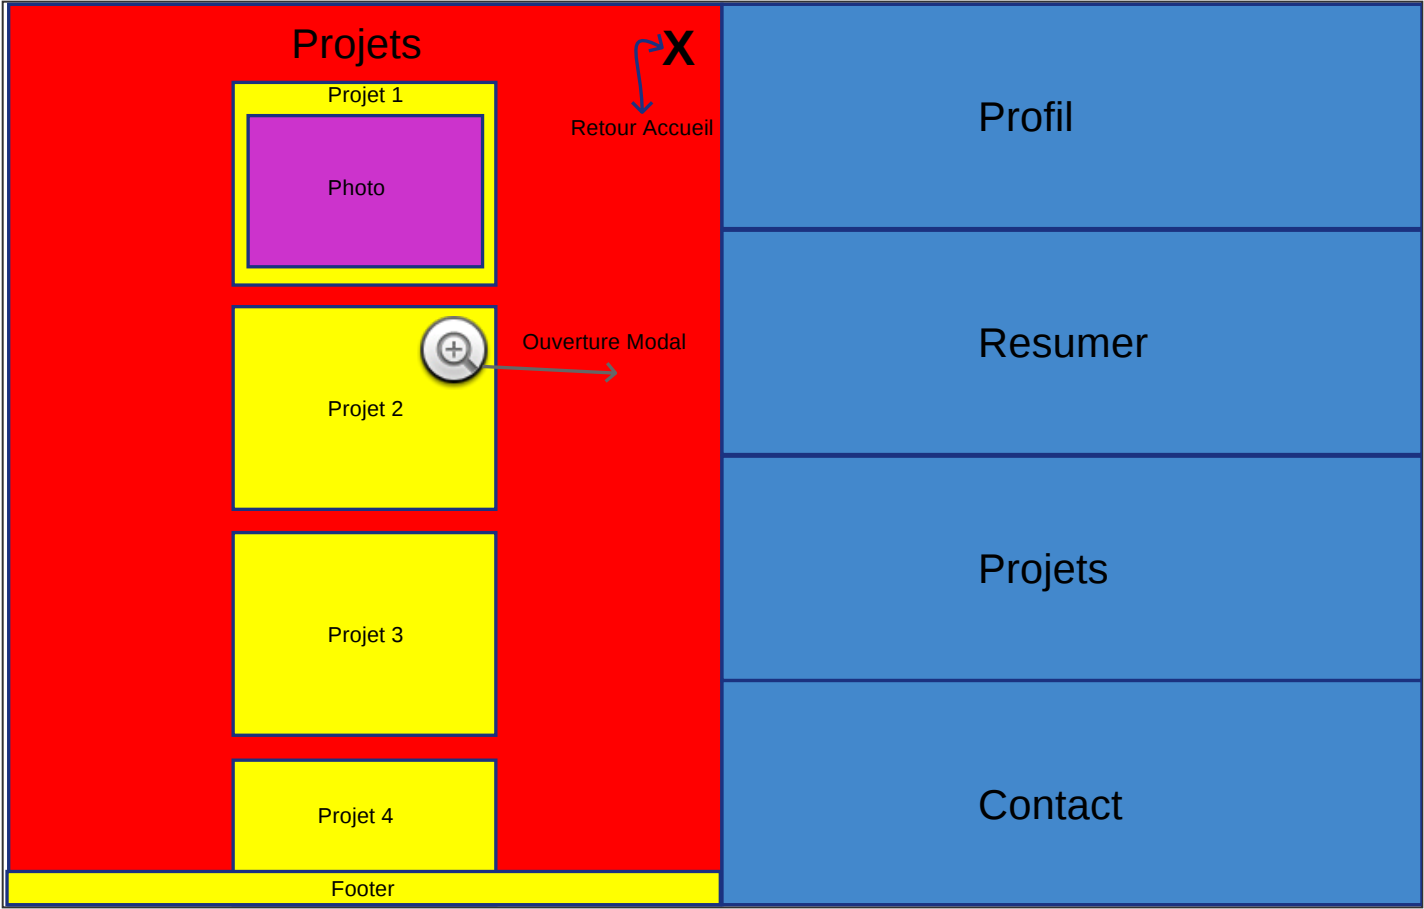 Projets
X
Retour Accueil
Projet 1
Photo
Ouverture Modal
Projet 2
Projet 3
Projet 4
Footer
Profil
Resumer
Projets
Contact